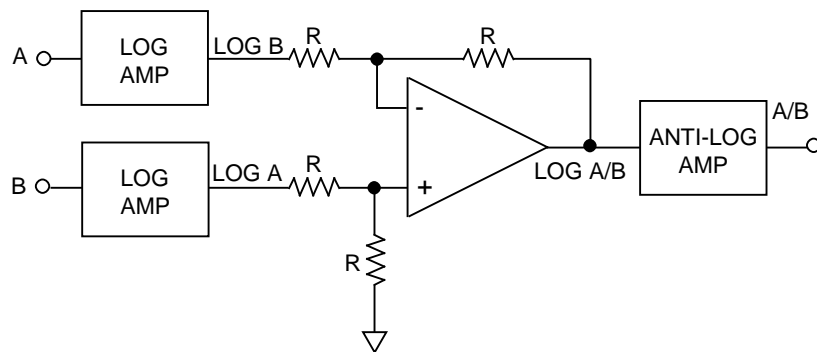 A
LOG
AMP
LOG B
R
R
-
B
LOG
AMP
LOG A
R
+
R
LOG A/B
ANTI-LOG
AMP
A/B